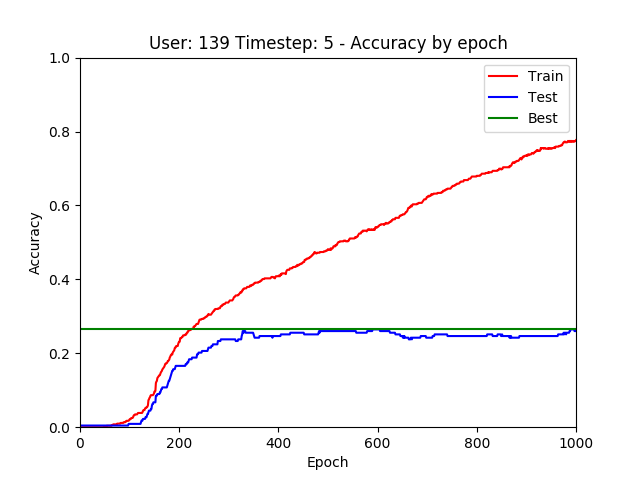 User: 139 Timestep: 5 - Accuracy by epoch
1.0
0.8
0.6
0.4
0.2
0.0
Accuracy
Train
Test
Best
0 200 400 600 800 1000
Epoch